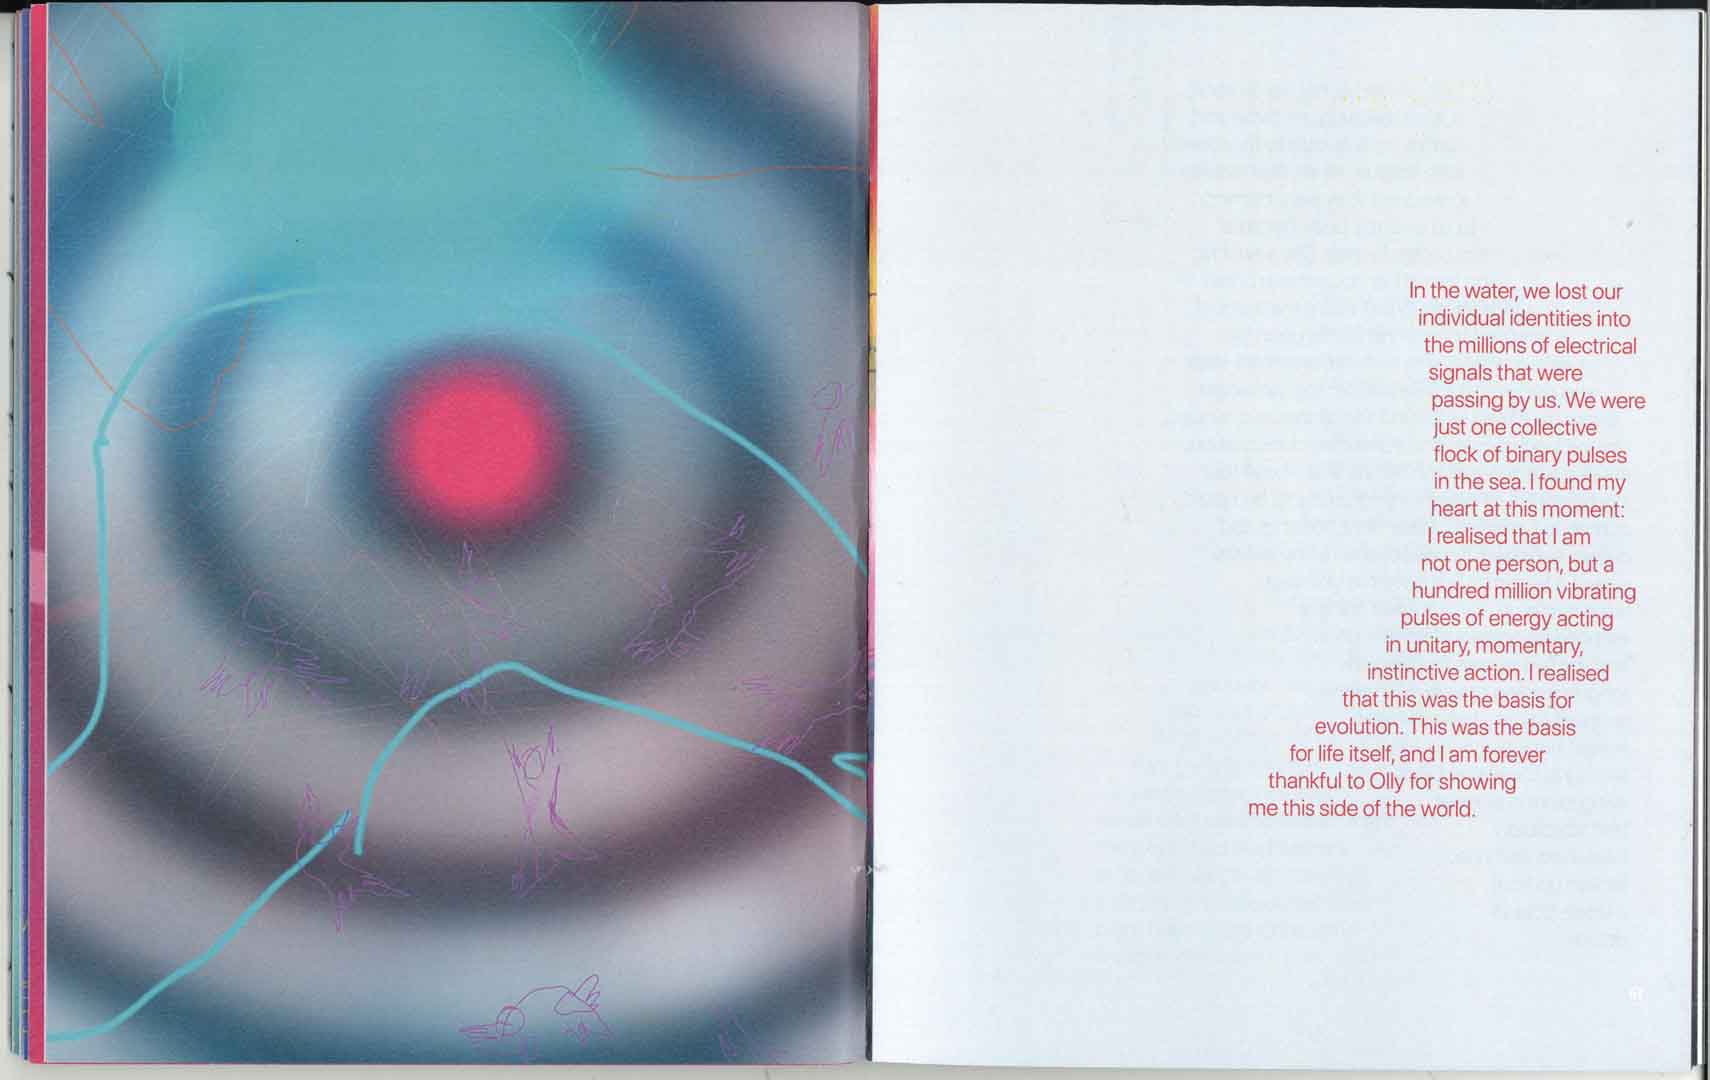 In the water, we lost our
individual identities into
the millions of electrical
signals that were
passing by us. We were
just one collective
flock of binary pulses
in the sea. I found my
heart at this moment:
I realised that I am
not one person, but a
hundred million vibrating
pulses of energy acting
in unitary, momentary,
instinctive action. I realised
that this was the basis for
evolution. This was the basis
for life itself, and I am forever
thankful to Olly for showing
me this side of the world.